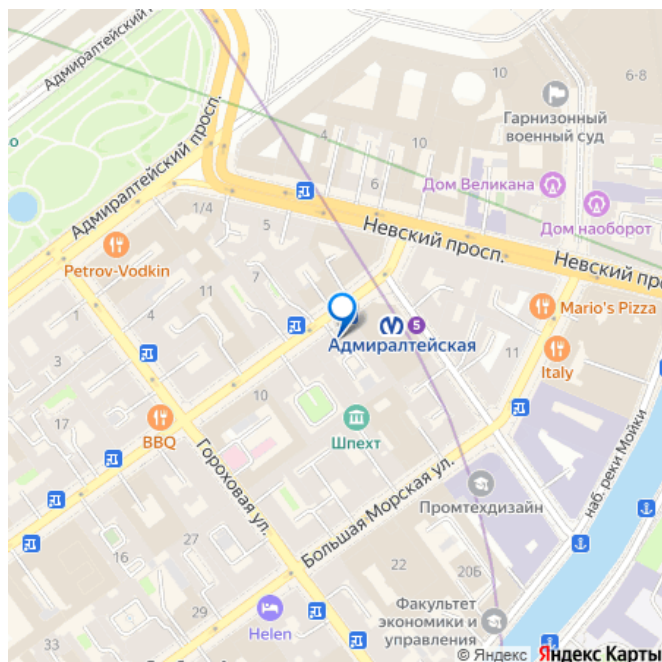 Адмиралтейский п
10
6-8
Гарнизонный
военный суд
4
10
Дом Великана
Адмиралтейский просп.
6
Дом наоборот
1/4
5
Невский просп.
Невский про
Petrov-Vodkin
11
7
Mario's Pizza
1
4
5
Адмиралтейская
11
Italy
10
17
BBQ
Шпехт
Гороховая ул.
наб. реки Мойки
Большая Морская ул.
Промтехдизайн
27
16
22
20Б
29
Факультет
экономики и
управления
Helen
33
© Яндекс Яндекс Карты